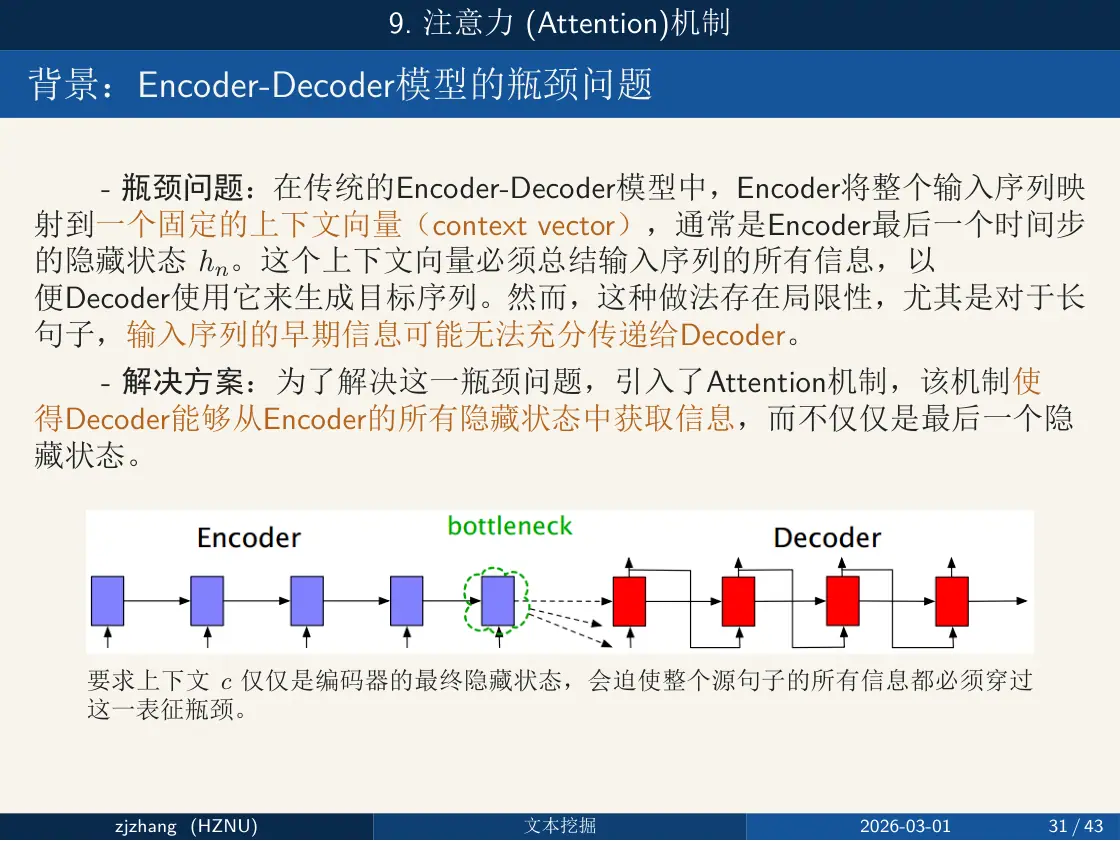 9. 注意力 (Attention)机制
背景：Encoder-Decoder模型的瓶颈问题
- 瓶颈问题：在传统的Encoder-Decoder模型中，Encoder将整个输入序列映
射到一个固定的上下文向量（context vector），通常是Encoder最后一个时间步
的隐藏状态 hₙ。这个上下文向量必须总结输入序列的所有信息，以
便Decoder使用它来生成目标序列。然而，这种做法存在局限性，尤其是对于长
句子，输入序列的早期信息可能无法充分传递给Decoder。
- 解决方案：为了解决这一瓶颈问题，引入了Attention机制，该机制使
得Decoder能够从Encoder的所有隐藏状态中获取信息，而不仅仅是最后一个隐
藏状态。
Encoder
bottleneck
Decoder
要求上下文 c 仅仅是编码器的最终隐藏状态，会迫使整个源句子的所有信息都必须穿过
这一表征瓶颈。
zjzhang (HZNU)
文本挖掘
2026-03-01
31 / 43